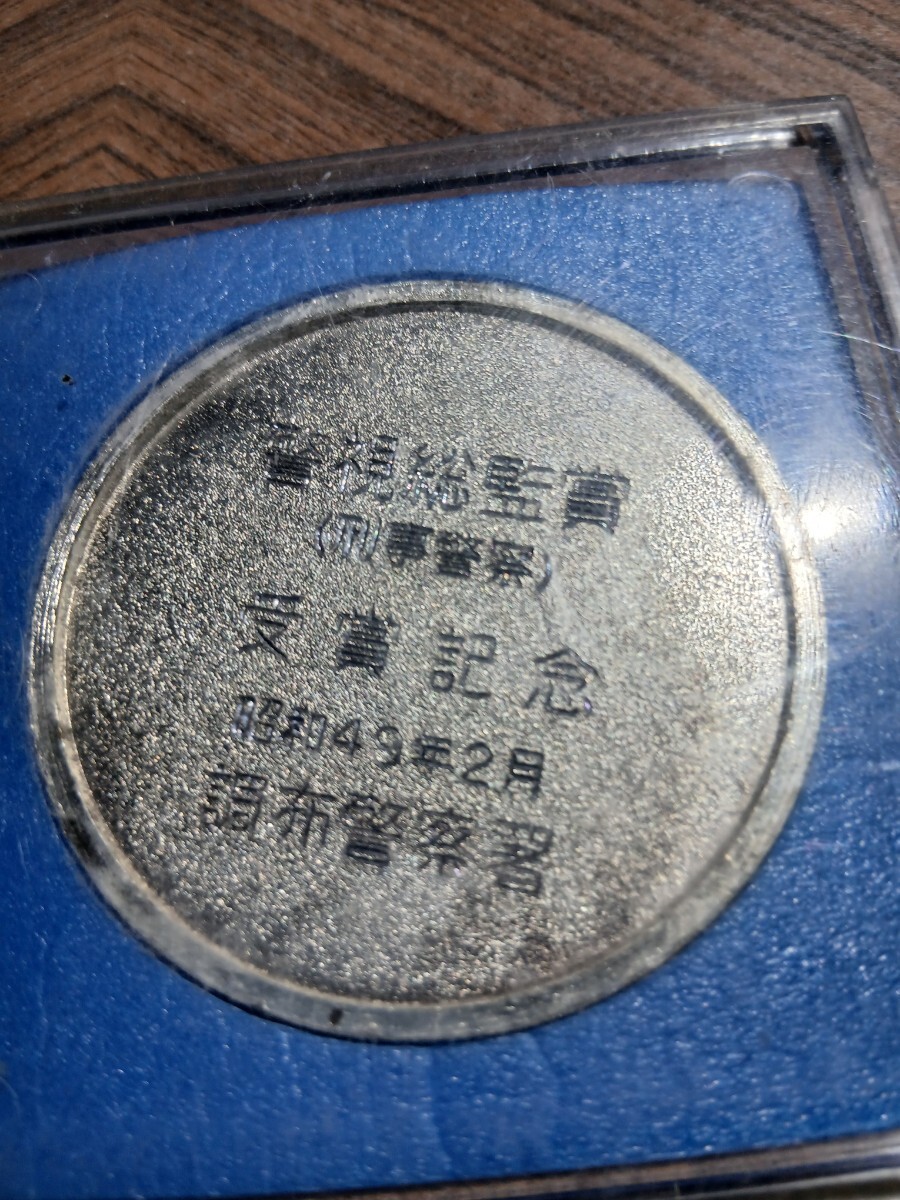 警視総監賞
(刑事警察)
受賞記念
昭和49年2月
調布警察署